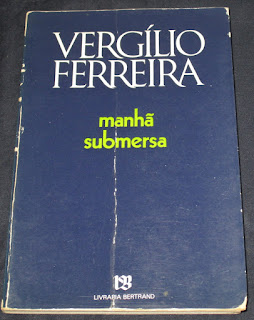 VERGÍLIO
FERREIRA
manhã
submersa
LIVRARIA BERTRAND